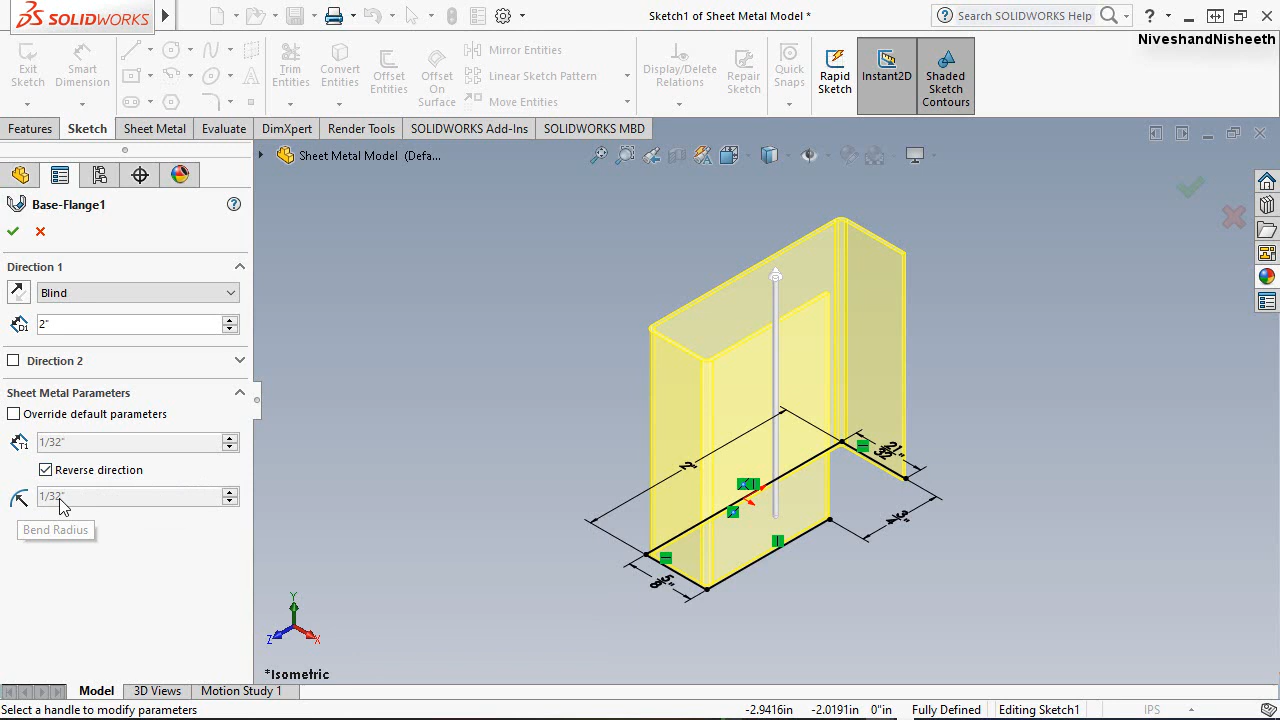 SOLIDWORKS
Sketch1 of Sheet Metal Model *
Search SOLIDWORKS Help
NiveshandNisheeth
Exit Sketch
Smart Dimension
Trim Entities
Convert Entities
Offset Entities
Offset On Surface
Mirror Entities
Linear Sketch Pattern
Move Entities
Display/Delete Relations
Repair Sketch
Quick Snaps
Rapid Sketch
Instant2D
Shaded Sketch Contours
Features Sketch Sheet Metal Evaluate DimXpert Render Tools SOLIDWORKS Add-Ins SOLIDWORKS MBD
Sheet Metal Model (Defa...
Base-Flange1
Direction 1
Blind
D1 2"
Direction 2
Sheet Metal Parameters
Override default parameters
T1 1/32"
Reverse direction
1/32"
Bend Radius
2"
Y
Z
X
*Isometric
Model 3D Views Motion Study 1
Select a handle to modify parameters -2.9416in -2.0191in 0"in Fully Defined Editing Sketch1 IPS